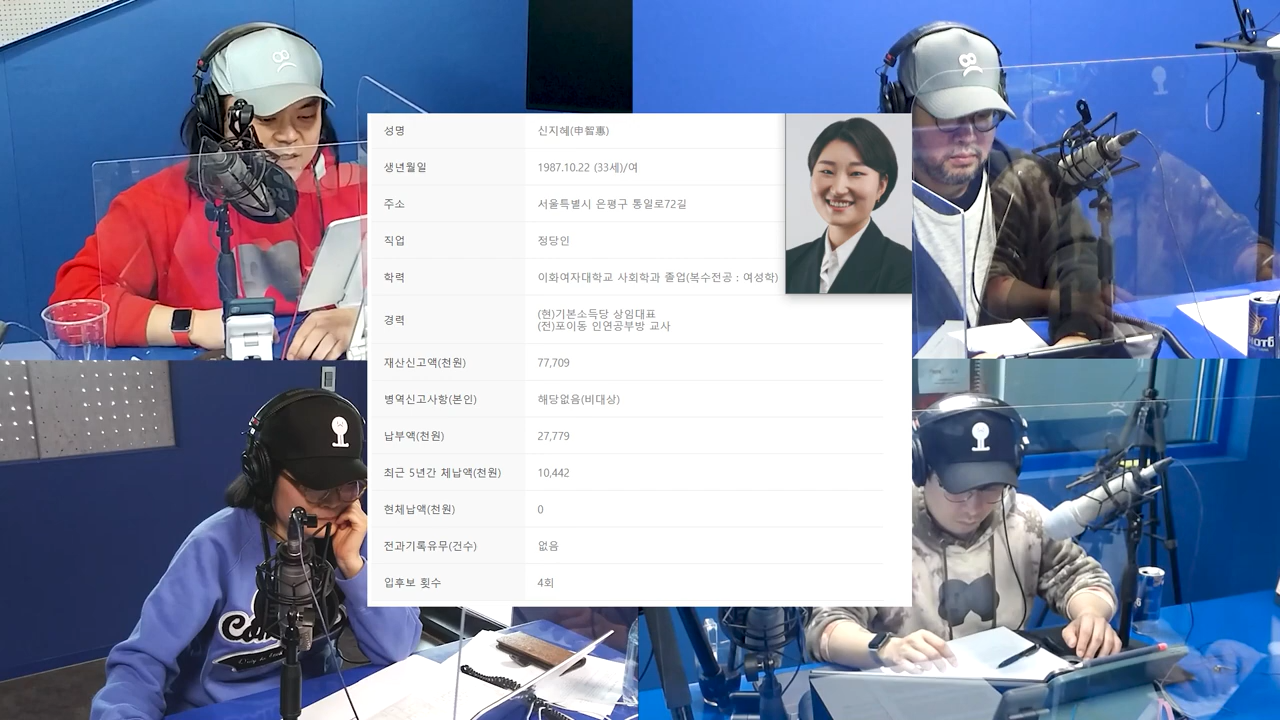 성명 신지혜(申智惠)
생년월일 1987.10.22 (33세)/여
주소 서울특별시 은평구 통일로72길
직업 정당인
학력 이화여자대학교 사회학과 졸업(복수전공 : 여성학)
경력 (현)기본소득당 상임대표
(전)포이동 인연공부방 교사
재산신고액(천원) 77,709
병역신고사항(본인) 해당없음(비대상)
납부액(천원) 27,779
최근 5년간 체납액(천원) 10,442
현체납액(천원) 0
전과기록유무(건수) 없음
입후보 횟수 4회